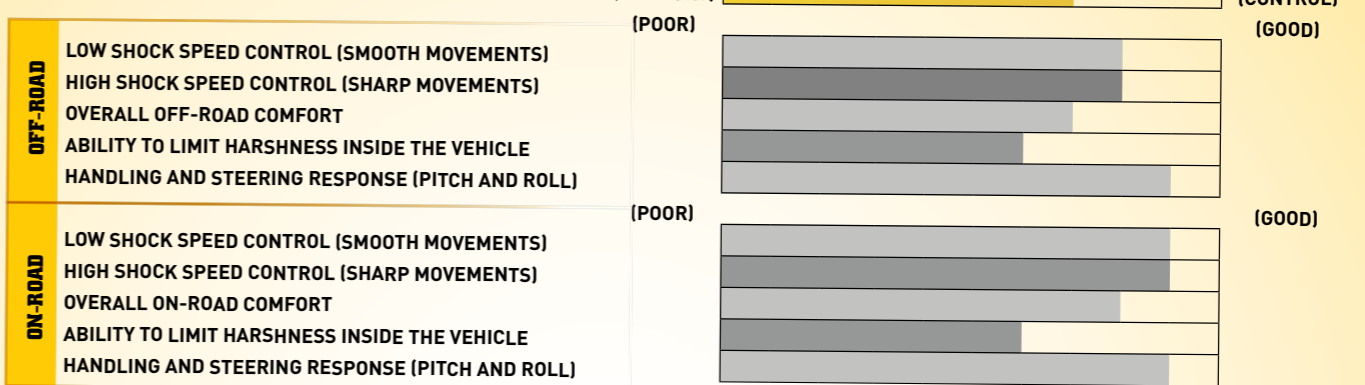 (CONTROL)
(POOR)
(GOOD)
OFF-ROAD
LOW SHOCK SPEED CONTROL (SMOOTH MOVEMENTS)
HIGH SHOCK SPEED CONTROL (SHARP MOVEMENTS)
OVERALL OFF-ROAD COMFORT
ABILITY TO LIMIT HARSHNESS INSIDE THE VEHICLE
HANDLING AND STEERING RESPONSE (PITCH AND ROLL)
(POOR)
(GOOD)
ON-ROAD
LOW SHOCK SPEED CONTROL (SMOOTH MOVEMENTS)
HIGH SHOCK SPEED CONTROL (SHARP MOVEMENTS)
OVERALL ON-ROAD COMFORT
ABILITY TO LIMIT HARSHNESS INSIDE THE VEHICLE
HANDLING AND STEERING RESPONSE (PITCH AND ROLL)